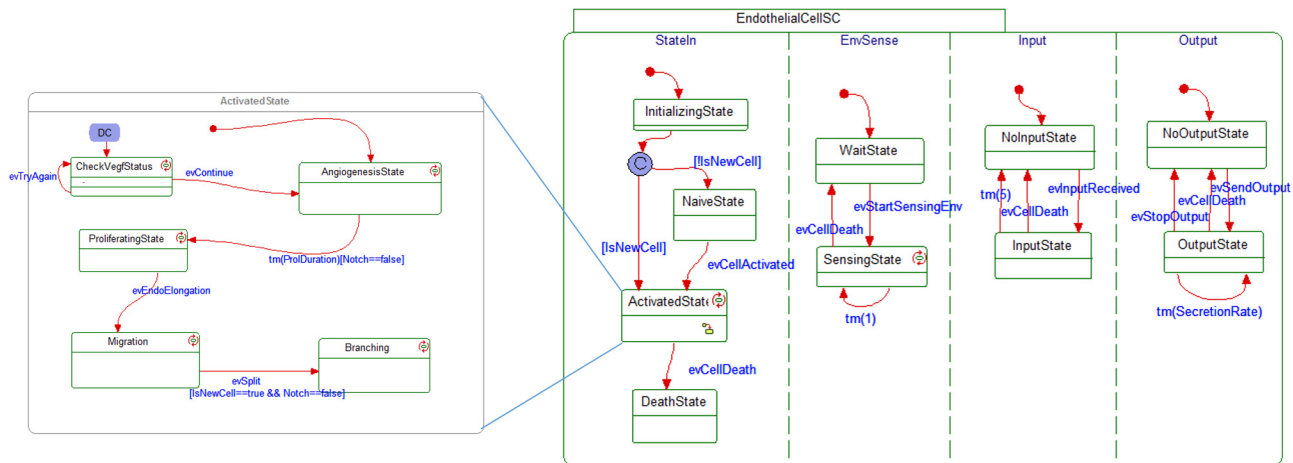 ActivatedState
DC
CheckVegfStatus
evTryAgain
evContinue
AngiogenesisState
ProliferatingState
tm(ProlDuration)[Notch==false]
evEndoElongation
Migration
Branching
evSplit
[IsNewCell==true && Notch==false]
EndothelialCellSC
StateIn
InitializingState
C
[!IsNewCell]
NaiveState
[IsNewCell]
evCellActivated
ActivatedState
evCellDeath
DeathState
EnvSense
WaitState
evStartSensingEnv
evCellDeath
SensingState
tm(1)
Input
NoInputState
tm(5)
evInputReceived
evCellDeath
InputState
Output
NoOutputState
evSendOutput
evCellDeath
evStopOutput
OutputState
tm(SecretionRate)